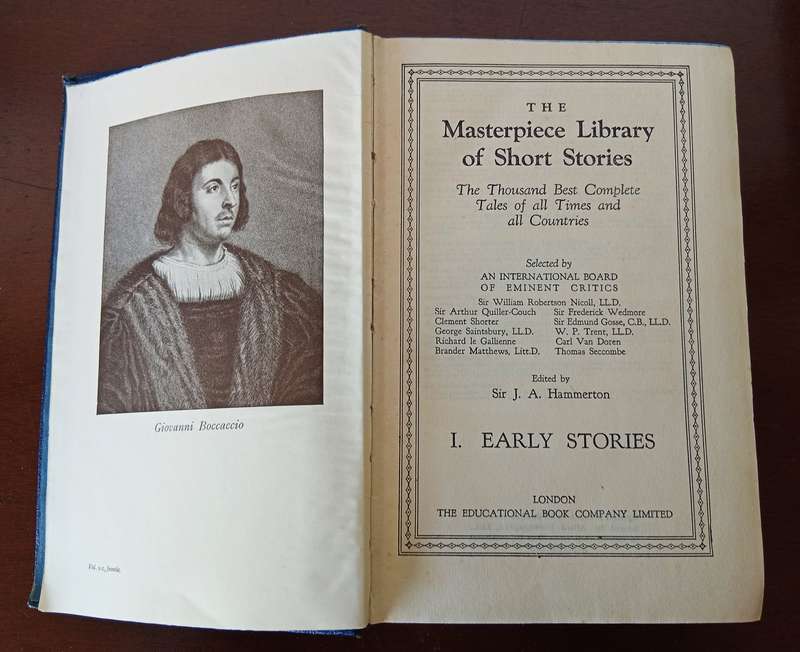 Giovanni Boccaccio
THE
Masterpiece Library
of Short Stories
The Thousand Best Complete
Tales of all Times and
all Countries
Selected by
AN INTERNATIONAL BOARD
OF EMINENT CRITICS
Sir William Robertson Nicoll, LL.D.
Sir Arthur Quiller-Couch Sir Frederick Wedmore
Clement Shorter Sir Edmund Gosse, C.B., LL.D.
George Saintsbury, LL.D. W. P. Trent, LL.D.
Richard le Gallienne Carl Van Doren
Brander Matthews, Litt.D. Thomas Seccombe
Edited by
Sir J. A. Hammerton
I. EARLY STORIES
LONDON
THE EDUCATIONAL BOOK COMPANY LIMITED